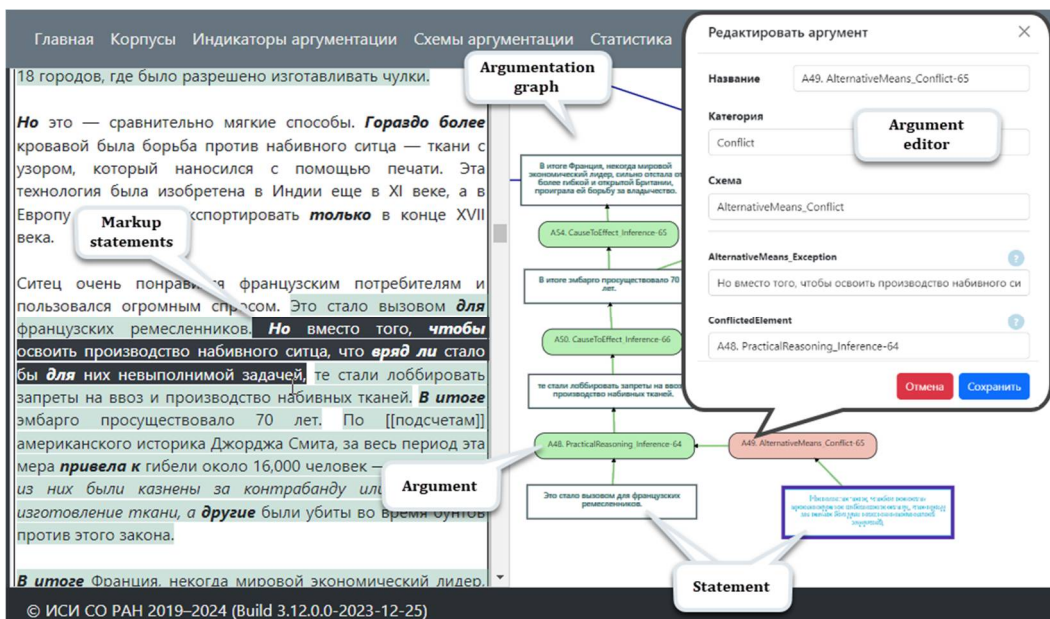 Главная Корпусы Индикаторы аргументации Схемы аргументации Статистика
18 городов, где было разрешено изготавливать чулки.
Но это — сравнительно мягкие способы. Гораздо более
кровавой была борьба против набивного ситца — ткани с
узором, который наносился с помощью печати. Эта
технология была изобретена в Индии еще в XI веке, а в
Европу экспортировать только в конце XVII
века.
Markup
statements
Ситец очень понравился французским потребителям и
пользовался огромным спросом. Это стало вызовом для
французских ремесленников. Но вместо того, чтобы
освоить производство набивного ситца, что вряд ли стало
бы для них невыполнимой задачей, те стали лоббировать
запреты на ввоз и производство набивных тканей. В итоге
эмбарго просуществовало 70 лет. По [[подсчетам]]
американского историка Джорджа Смита, за весь период эта
мера привела к гибели около 16,000 человек —
из них были казнены за контрабанду или
изготовление ткани, а другие были убиты во время бунтов
против этого закона.
В итоге Франция, некогда мировой экономический лидер,
Argumentation
graph
В итоге Франция, некогда мировой
экономический лидер, сильно отстала от
более гибкой и открытой Британии,
проиграла ей борьбу за владычество.
A54. CauseToEffect_Inference-65
В итоге эмбарго просуществовало 70
лет.
A50. CauseToEffect_Inference-66
те стали лоббировать запреты на ввоз
производство набивных тканей.
A48. PracticalReasoning_Inference-64
A49. AlternativeMeans_Conflict-65
Argument
Это стало вызовом для французских
ремесленников.
Statement
Редактировать аргумент
Название A49. AlternativeMeans_Conflict-65
Категория
Conflict
Argument
editor
Схема
AlternativeMeans_Conflict
AlternativeMeans_Exception ?
Но вместо того, чтобы освоить производство набивного си
ConflictedElement ?
A48. PracticalReasoning_Inference-64
Отмена Сохранить
© ИСИ СО РАН 2019–2024 (Build 3.12.0.0-2023-12-25)